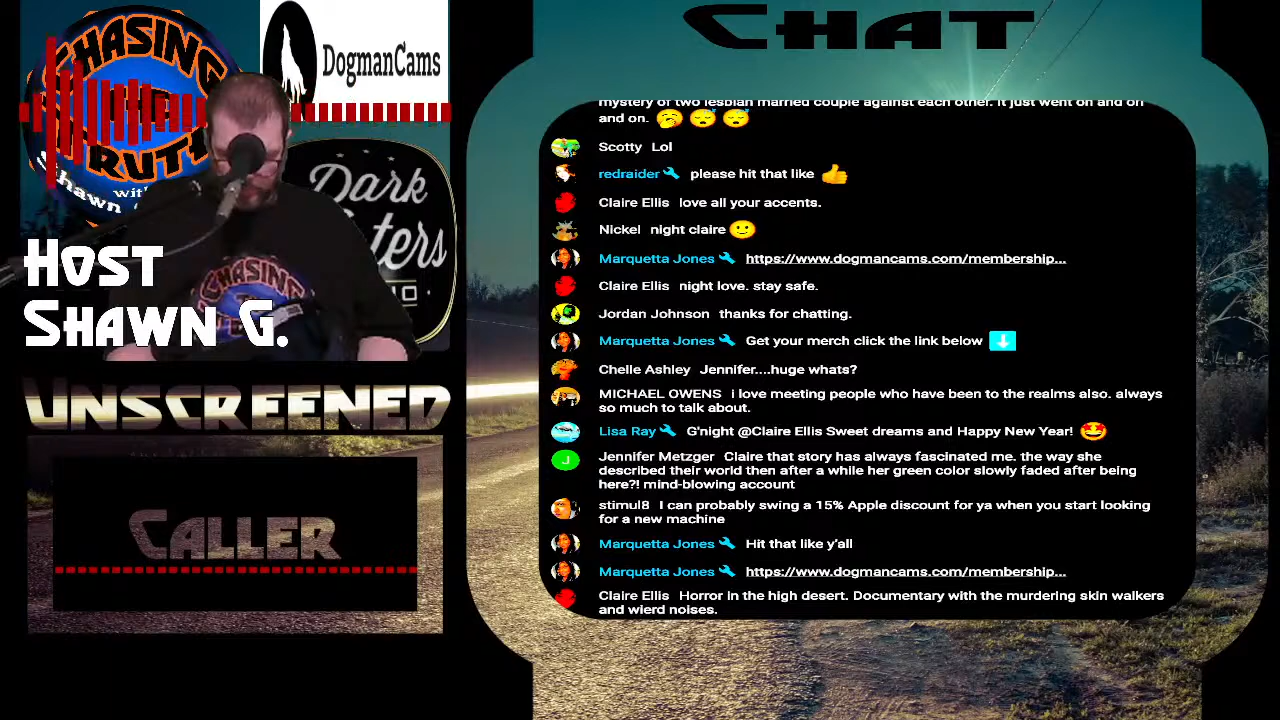 CHASING
THE
TRUTH
with
Shawn G
DogmanCams
Dark
CHASING
HOST
SHAWN G.
UNSCREENED
CALLER
CHAT
mystery of two lesbian married couple against each other. It just went on and on
and on. 🥱 😴 😴
Scotty Lol
redraider please hit that like 👍
Claire Ellis love all your accents.
Nickel night claire 🙂
Marquetta Jones https://www.dogmancams.com/membership...
Claire Ellis night love. stay safe.
Jordan Johnson thanks for chatting.
Marquetta Jones Get your merch click the link below ⬇
Chelle Ashley Jennifer....huge whats?
MICHAEL OWENS i love meeting people who have been to the realms also. always
so much to talk about.
Lisa Ray G'night @Claire Ellis Sweet dreams and Happy New Year! 🤩
J
Jennifer Metzger Claire that story has always fascinated me. the way she
described their world then after a while her green color slowly faded after being
here?! mind-blowing account
stimul8 I can probably swing a 15% Apple discount for ya when you start looking
for a new machine
Marquetta Jones Hit that like y'all
Marquetta Jones https://www.dogmancams.com/membership...
Claire Ellis Horror in the high desert. Documentary with the murdering skin walkers
and wierd noises.